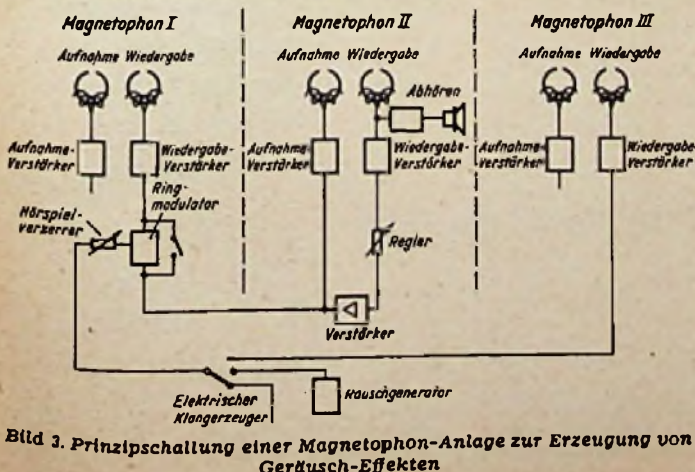 Magnetophon I
Magnetophon II
Magnetophon III
Aufnahme Wiedergabe
Aufnahme Wiedergabe
Aufnahme Wiedergabe
Abhören
Aufnahme-
Verstärker
Wiedergabe-
Verstärker
Aufnahme-
Verstärker
Wiedergabe-
Verstärker
Aufnahme-
Verstärker
Wiedergabe-
Verstärker
Ring-
modulator
Hörspiel-
verzerrer
Regler
Verstärker
Elektrischer
Klangerzeuger
Rauschgenerator
Bild 3. Prinzipschaltung einer Magnetophon-Anlage zur Erzeugung von
Geräusch-Effekten